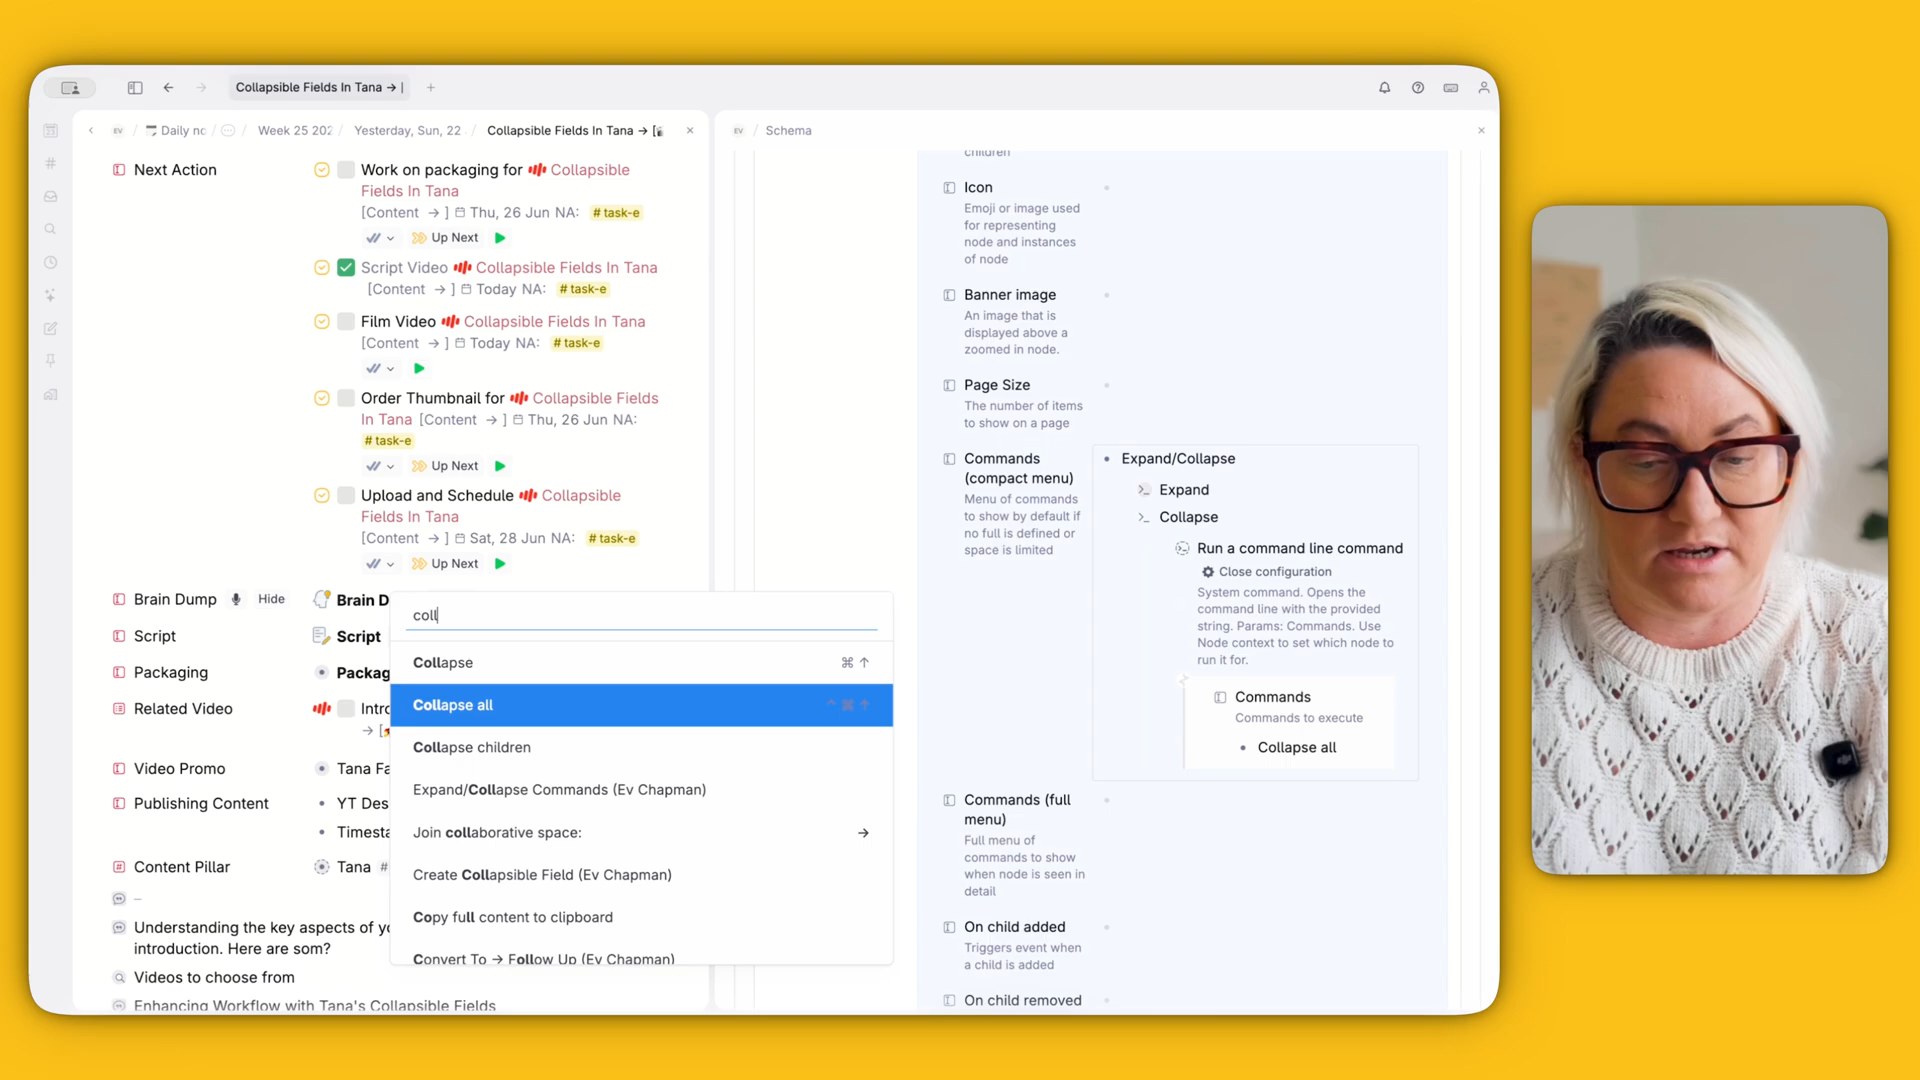 Collapsible Fields In Tana → |
EV / Daily no / / Week 25 202 / Yesterday, Sun, 22 / Collapsible Fields In Tana → [
Next Action
Work on packaging for Collapsible
Fields In Tana
[Content → ] Thu, 26 Jun NA: # task-e
Up Next
Script Video Collapsible Fields In Tana
[Content → ] Today NA: # task-e
Film Video Collapsible Fields In Tana
[Content → ] Today NA: # task-e
Order Thumbnail for Collapsible Fields
In Tana [Content → ] Thu, 26 Jun NA:
# task-e
Up Next
Upload and Schedule Collapsible
Fields In Tana
[Content → ] Sat, 28 Jun NA: # task-e
Up Next
Brain Dump Hide Brain D
Script Script
Packaging Packag
Related Video Intro
→ [
Video Promo Tana Fa
Publishing Content YT Des
Timesta
Content Pillar Tana #
–
Understanding the key aspects of yo
introduction. Here are som?
Videos to choose from
Enhancing Workflow with Tana's Collapsible Fields
coll
Collapse ⌘ ↑
Collapse all ⌃ ⌘ ↑
Collapse children
Expand/Collapse Commands (Ev Chapman)
Join collaborative space: →
Create Collapsible Field (Ev Chapman)
Copy full content to clipboard
Convert To → Follow Up (Ev Chapman)
EV / Schema
children
Icon
Emoji or image used
for representing
node and instances
of node
Banner image
An image that is
displayed above a
zoomed in node.
Page Size
The number of items
to show on a page
Commands
(compact menu)
Menu of commands
to show by default if
no full is defined or
space is limited
Expand/Collapse
Expand
Collapse
Run a command line command
Close configuration
System command. Opens the
command line with the provided
string. Params: Commands. Use
Node context to set which node to
run it for.
Commands
Commands to execute
Collapse all
Commands (full
menu)
Full menu of
commands to show
when node is seen in
detail
On child added
Triggers event when
a child is added
On child removed